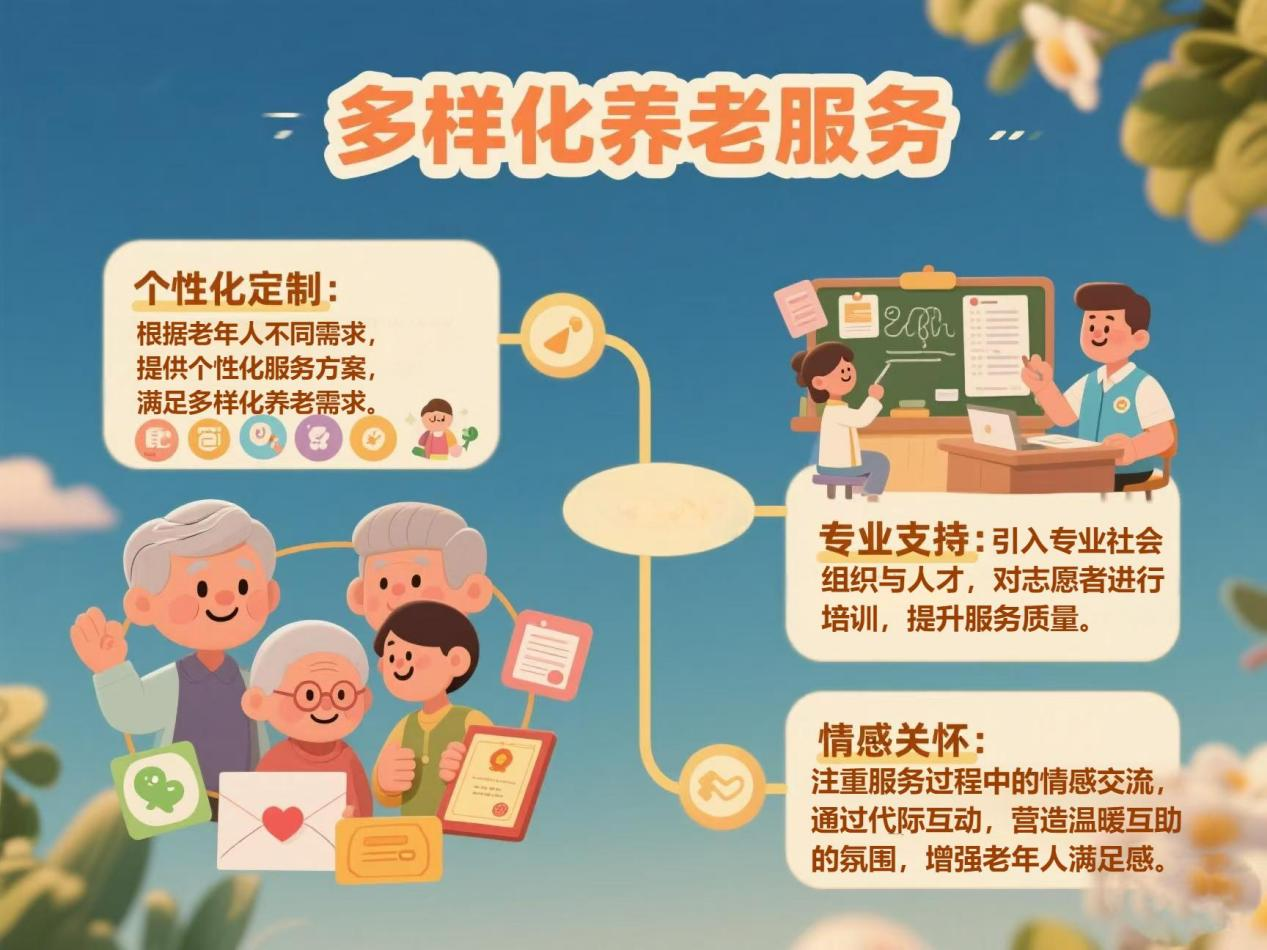 多样化养老服务
个性化定制：
根据老年人不同需求，
提供个性化服务方案，
满足多样化养老需求。
专业支持：引入专业社会
组织与人才，对志愿者进行
培训，提升服务质量。
情感关怀：
注重服务过程中的情感交流，
通过代际互动，营造温暖互助
的氛围，增强老年人满足感。